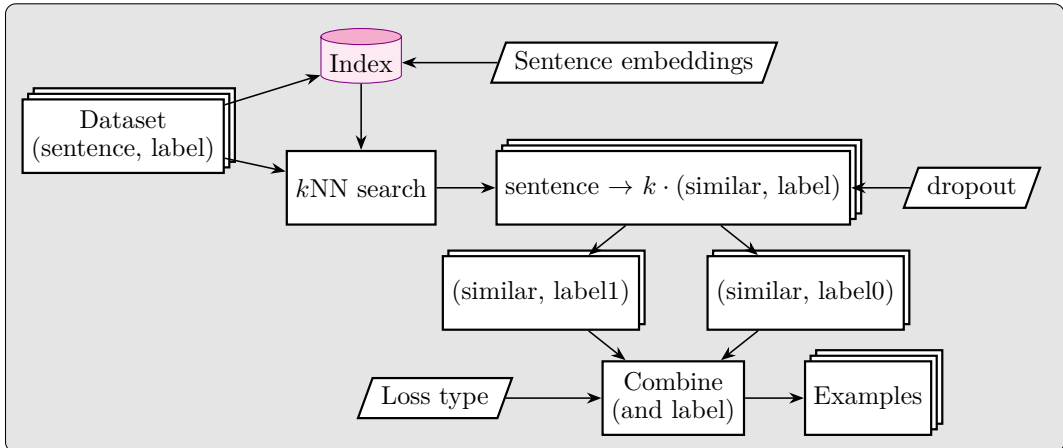 Index
Sentence embeddings
Dataset
(sentence, label)
kNN search
sentence → k · (similar, label)
dropout
(similar, label1)
(similar, label0)
Loss type
Combine
(and label)
Examples